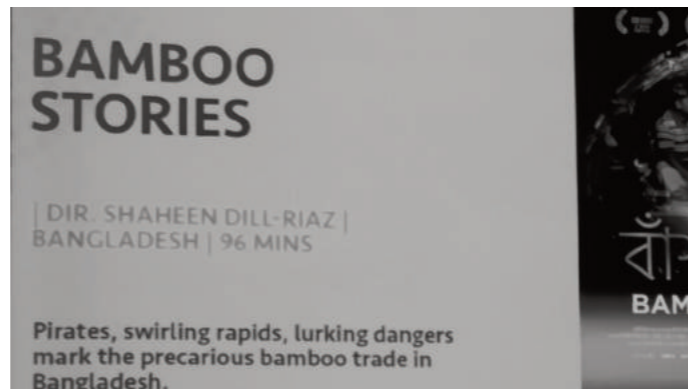 BAMBOO
STORIES
| DIR. SHAHEEN DILL-RIAZ |
BANGLADESH | 96 MINS
Pirates, swirling rapids, lurking dangers
mark the precarious bamboo trade in
Bangladesh.
BAM